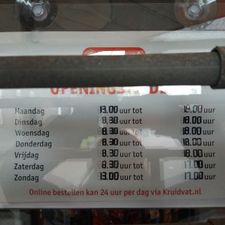 OPENINGST
Maandag 13.00 uur tot 18.00 uur
Dinsdag 8.30 uur tot 18.00 uur
Woensdag 8.30 uur tot 18.00 uur
Donderdag 8.30 uur tot 18.00 uur
Vrijdag 8.30 uur tot 18.00 uur
Zaterdag 8.30 uur tot 17.00 uur
Zondag 13.00 uur tot 17.00 uur
Online bestellen kan 24 uur per dag via Kruidvat.nl